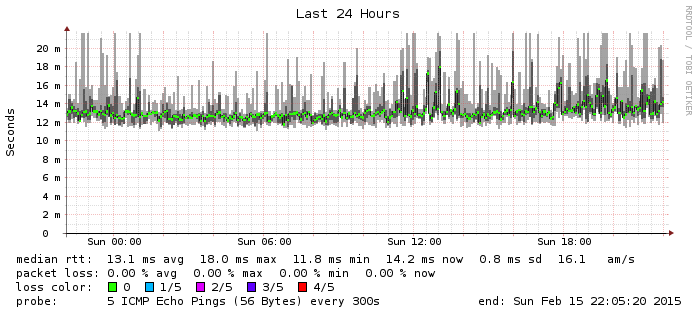 Last 24 Hours
RRDTOOL / TOBI OETIKER
Seconds
20 m
18 m
16 m
14 m
12 m
10 m
8 m
6 m
4 m
2 m
0
Sun 00:00 Sun 06:00 Sun 12:00 Sun 18:00
median rtt: 13.1 ms avg 18.0 ms max 11.8 ms min 14.2 ms now 0.8 ms sd 16.1 am/s
packet loss: 0.00 % avg 0.00 % max 0.00 % min 0.00 % now
loss color: 0 1/5 2/5 3/5 4/5
probe: 5 ICMP Echo Pings (56 Bytes) every 300s end: Sun Feb 15 22:05:20 2015